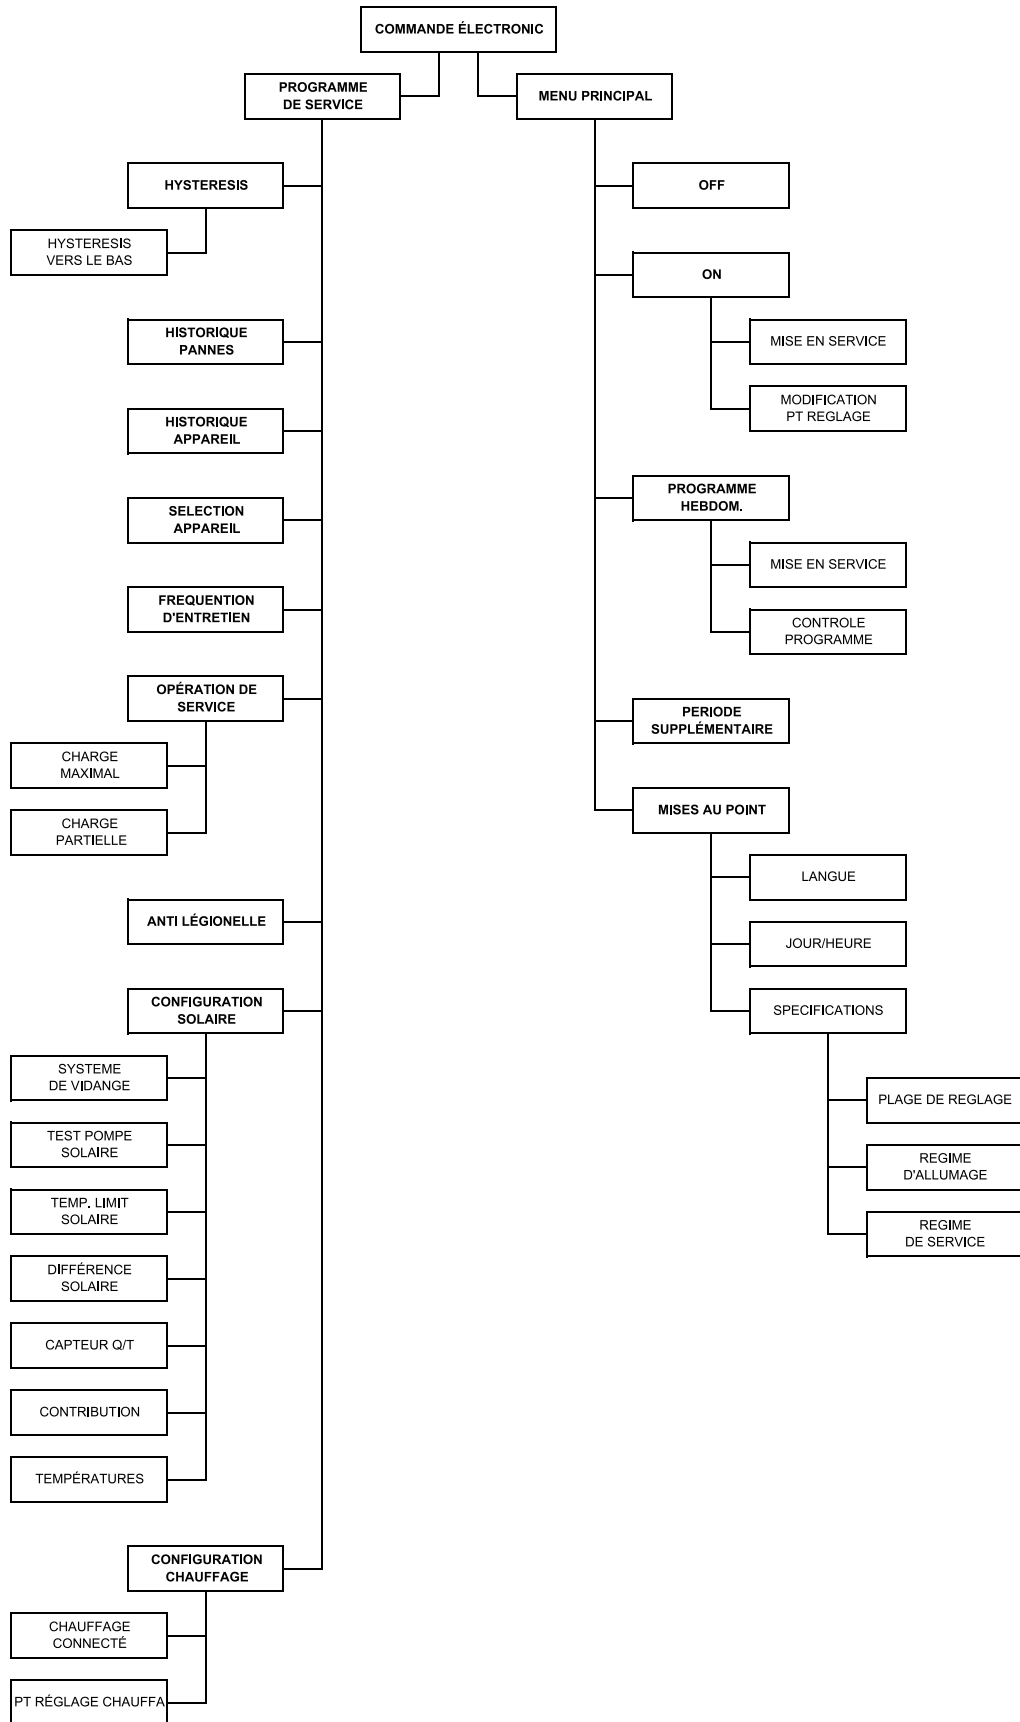 COMMANDE ÉLECTRONIC
PROGRAMME
DE SERVICE
MENU PRINCIPAL
HYSTERESIS
HYSTERESIS
VERS LE BAS
HISTORIQUE
PANNES
HISTORIQUE
APPAREIL
SELECTION
APPAREIL
FREQUENTION
D'ENTRETIEN
OPÉRATION DE
SERVICE
CHARGE
MAXIMAL
CHARGE
PARTIELLE
ANTI LÉGIONELLE
CONFIGURATION
SOLAIRE
SYSTEME
DE VIDANGE
TEST POMPE
SOLAIRE
TEMP. LIMIT
SOLAIRE
DIFFÉRENCE
SOLAIRE
CAPTEUR Q/T
CONTRIBUTION
TEMPÉRATURES
CONFIGURATION
CHAUFFAGE
CHAUFFAGE
CONNECTÉ
PT RÉGLAGE CHAUFFA
OFF
ON
MISE EN SERVICE
MODIFICATION
PT REGLAGE
PROGRAMME
HEBDOM.
MISE EN SERVICE
CONTROLE
PROGRAMME
PERIODE
SUPPLÉMENTAIRE
MISES AU POINT
LANGUE
JOUR/HEURE
SPECIFICATIONS
PLAGE DE REGLAGE
REGIME
D'ALLUMAGE
REGIME
DE SERVICE